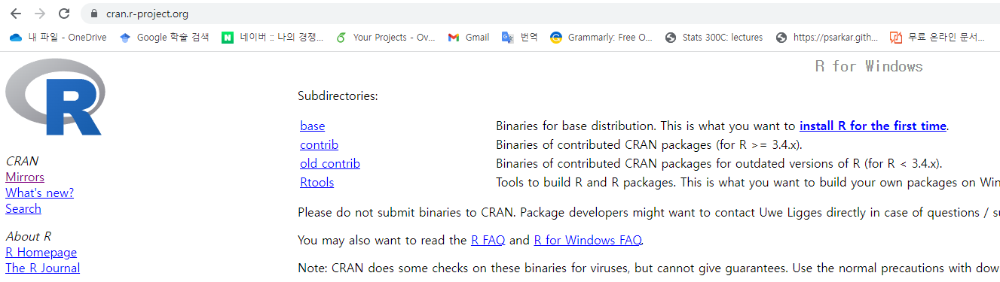 cran.r-project.org
내 파일 - OneDrive Google 학술 검색 네이버 :: 나의 경쟁... Your Projects - Ov... Gmail 번역 Grammarly: Free O... Stats 300C: lectures https://psarkar.gith... 무료 온라인 문서...
R
R for Windows
Subdirectories:
base Binaries for base distribution. This is what you want to install R for the first time.
contrib Binaries of contributed CRAN packages (for R >= 3.4.x).
old contrib Binaries of contributed CRAN packages for outdated versions of R (for R < 3.4.x).
Rtools Tools to build R and R packages. This is what you want to build your own packages on Win
CRAN
Mirrors
What's new?
Search
Please do not submit binaries to CRAN. Package developers might want to contact Uwe Ligges directly in case of questions / su
About R
R Homepage
The R Journal
You may also want to read the R FAQ and R for Windows FAQ.
Note: CRAN does some checks on these binaries for viruses, but cannot give guarantees. Use the normal precautions with dow